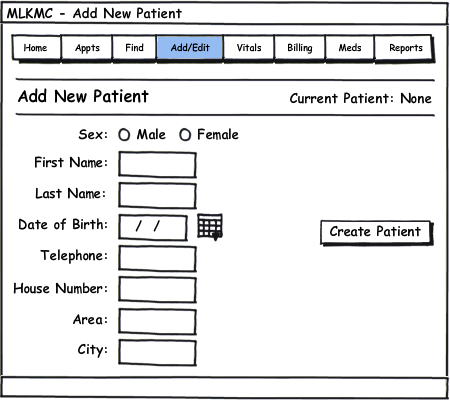 MLKMC - Add New Patient
Home Appts Find Add/Edit Vitals Billing Meds Reports
Add New Patient Current Patient: None
Sex: Male Female
First Name:
Last Name:
Date of Birth: / /
Create Patient
Telephone:
House Number:
Area:
City: